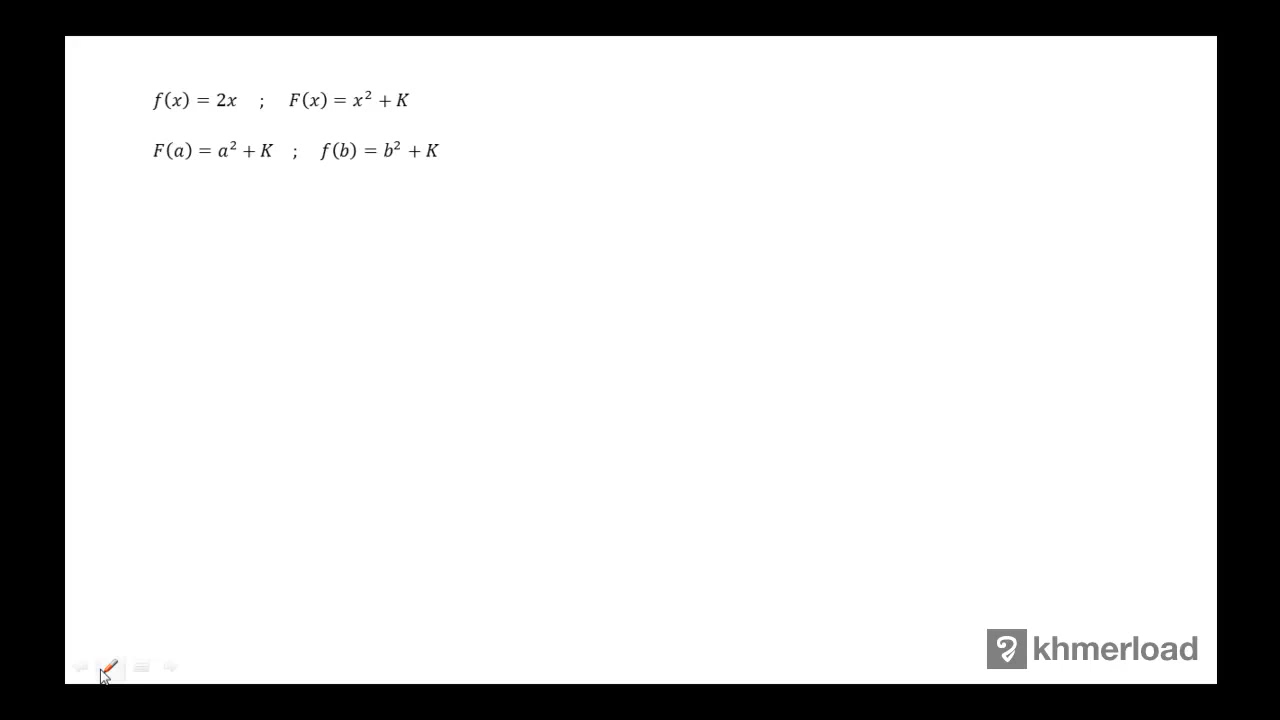 f(x) = 2x ; F(x) = x² + K
F(a) = a² + K ; f(b) = b² + K
khmerload